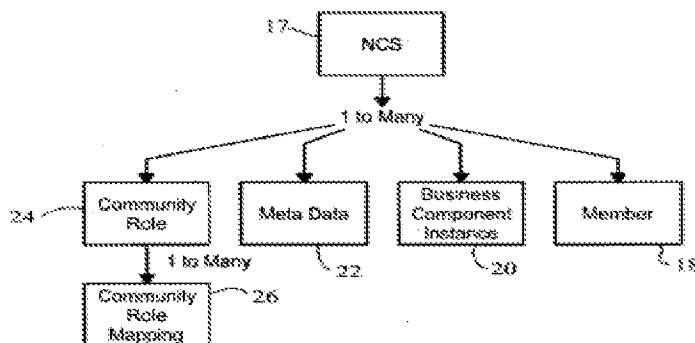 17
NCS
1 to Many
24
Community
Role
Meta Data
Business
Component
Instance
Member
22
20
18
1 to Many
26
Community
Role
Mapping